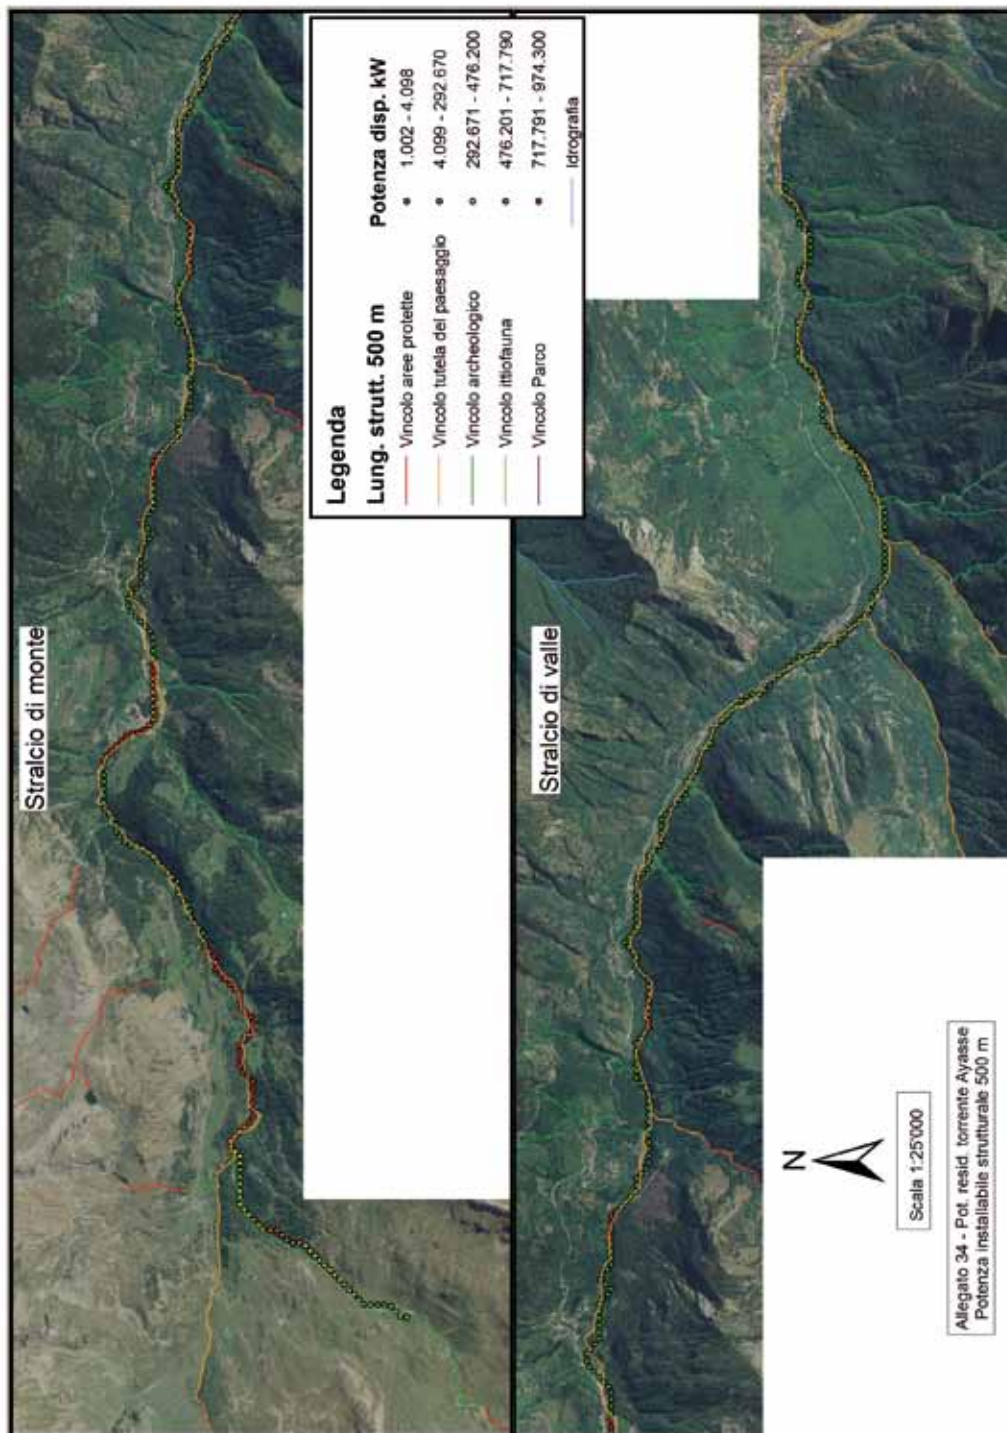 Stralcio di monte
Legenda
Lung. strutt. 500 m
Vincolo aree protette
Vincolo tutela del paesaggio
Vincolo archeologico
Vincolo ittiofauna
Vincolo Parco
Potenza disp. kW
1.002 - 4.098
4.099 - 292.670
292.671 - 476.200
476.201 - 717.790
717.791 - 974.300
Idrografia
Stralcio di valle
N
Scala 1:25'000
Allegato 34 - Pot. resid. torrente Ayasse
Potenza installabile strutturale 500 m